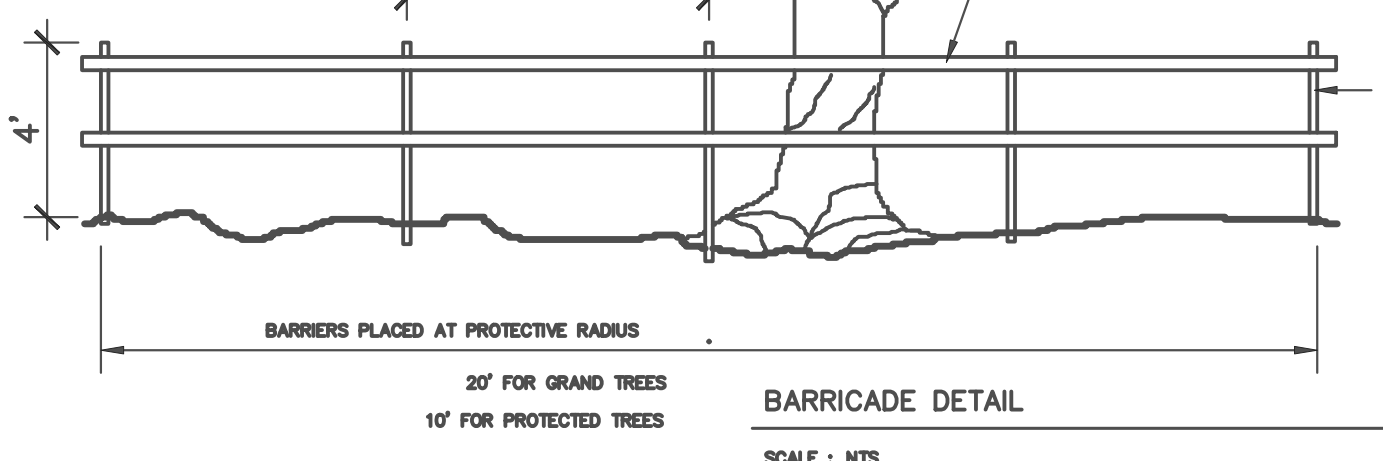 4'
BARRIERS PLACED AT PROTECTIVE RADIUS
20' FOR GRAND TREES
10' FOR PROTECTED TREES
BARRICADE DETAIL
SCALE : NTS